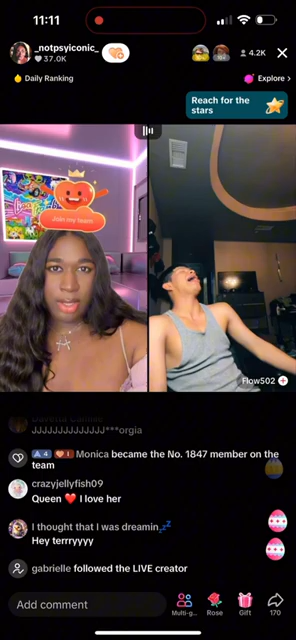 11:11
_notpsyiconic_
37.0K
4.2K
Daily Ranking
Explore >
Reach for the
stars
Join my team
Flow502
JJJJJJJJJJJJJJ***orgia
4 1 Monica became the No. 1847 member on the
team
crazyjellyfish09
Queen ❤️ I love her
I thought that I was dreamin💤
Hey terrryyyy
gabrielle followed the LIVE creator
Add comment
Multi-g...
Rose
Gift
170